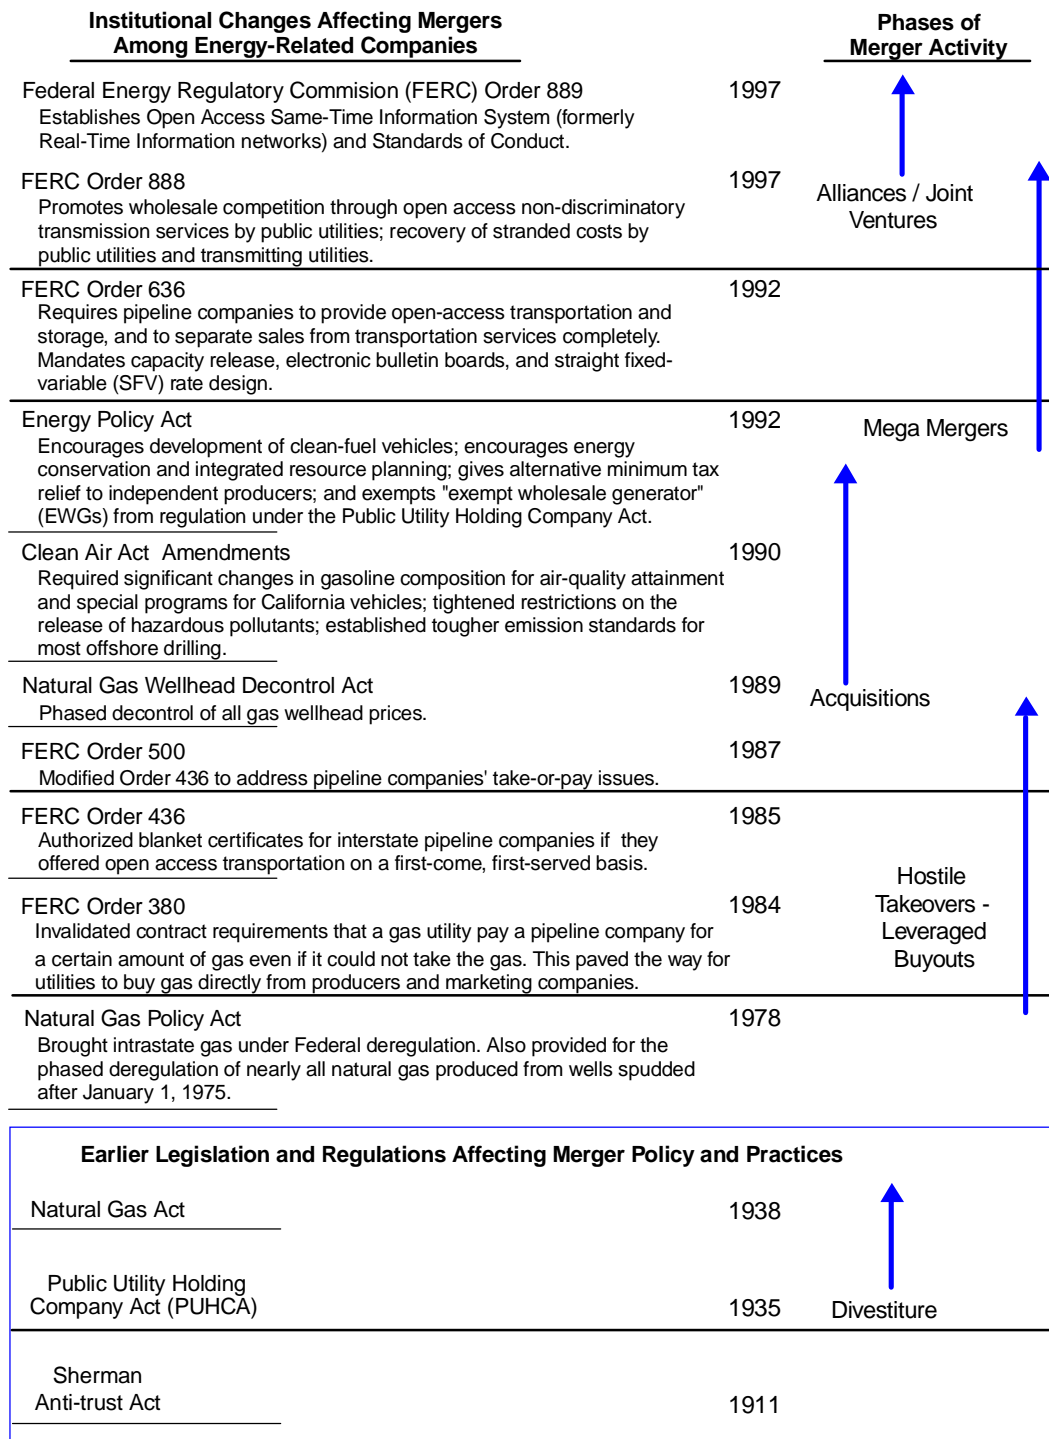 Institutional Changes Affecting Mergers
Among Energy-Related Companies
Phases of
Merger Activity
Federal Energy Regulatory Commision (FERC) Order 889 1997
Establishes Open Access Same-Time Information System (formerly
Real-Time Information networks) and Standards of Conduct.
FERC Order 888 1997
Promotes wholesale competition through open access non-discriminatory
transmission services by public utilities; recovery of stranded costs by
public utilities and transmitting utilities.
Alliances / Joint
Ventures
FERC Order 636 1992
Requires pipeline companies to provide open-access transportation and
storage, and to separate sales from transportation services completely.
Mandates capacity release, electronic bulletin boards, and straight fixed-
variable (SFV) rate design.
Energy Policy Act 1992
Mega Mergers
Encourages development of clean-fuel vehicles; encourages energy
conservation and integrated resource planning; gives alternative minimum tax
relief to independent producers; and exempts "exempt wholesale generator"
(EWGs) from regulation under the Public Utility Holding Company Act.
Clean Air Act Amendments 1990
Required significant changes in gasoline composition for air-quality attainment
and special programs for California vehicles; tightened restrictions on the
release of hazardous pollutants; established tougher emission standards for
most offshore drilling.
Natural Gas Wellhead Decontrol Act 1989
Acquisitions
Phased decontrol of all gas wellhead prices.
FERC Order 500 1987
Modified Order 436 to address pipeline companies' take-or-pay issues.
FERC Order 436 1985
Authorized blanket certificates for interstate pipeline companies if they
offered open access transportation on a first-come, first-served basis.
FERC Order 380 1984
Invalidated contract requirements that a gas utility pay a pipeline company for
a certain amount of gas even if it could not take the gas. This paved the way for
utilities to buy gas directly from producers and marketing companies.
Hostile
Takeovers -
Leveraged
Buyouts
Natural Gas Policy Act 1978
Brought intrastate gas under Federal deregulation. Also provided for the
phased deregulation of nearly all natural gas produced from wells spudded
after January 1, 1975.
Earlier Legislation and Regulations Affecting Merger Policy and Practices
Natural Gas Act 1938
Public Utility Holding
Company Act (PUHCA) 1935 Divestiture
Sherman
Anti-trust Act 1911